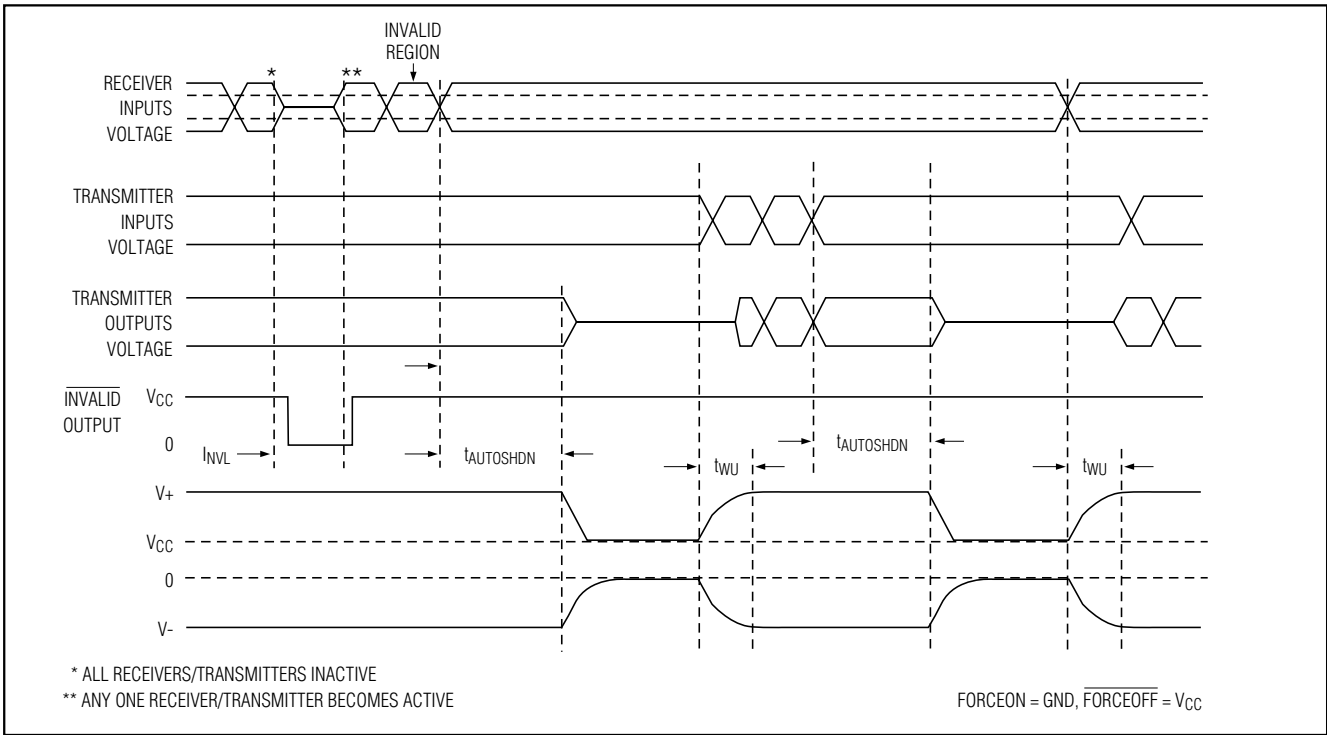 INVALID
REGION
* **
RECEIVER
INPUTS
VOLTAGE
TRANSMITTER
INPUTS
VOLTAGE
TRANSMITTER
OUTPUTS
VOLTAGE
INVALID
OUTPUT
VCC
0
INVL
tAUTOSHDN
tWU
tAUTOSHDN
tWU
V+
VCC
0
V-
* ALL RECEIVERS/TRANSMITTERS INACTIVE
** ANY ONE RECEIVER/TRANSMITTER BECOMES ACTIVE
FORCEON = GND, FORCEOFF = VCC